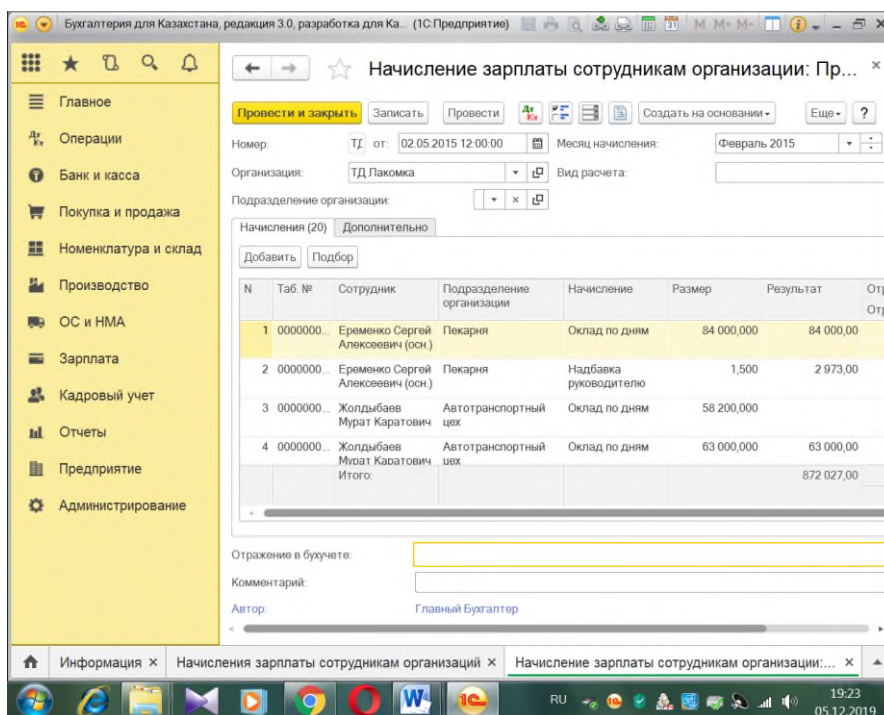 Бухгалтерия для Казахстана, редакция 3.0, разработка для Ка... (1С:Предприятие)
M M+ M-
31
Главное
Операции
Банк и касса
Покупка и продажа
Номенклатура и склад
Производство
ОС и НМА
Зарплата
Кадровый учет
Отчеты
Предприятие
Администрирование
Начисление зарплаты сотрудникам организации: Пр...
Провести и закрыть Записать Провести Дт Кт Создать на основании Еще ?
Номер: ТД от: 02.05.2015 12:00:00 Месяц начисления: Февраль 2015
Организация: ТД Лакомка Вид расчета:
Подразделение организации:
Начисления (20) Дополнительно
Добавить Подбор
N Таб. № Сотрудник Подразделение организации Начисление Размер Результат Отр
Отр
1 0000000... Еременко Сергей Алексеевич (осн.) Пекарня Оклад по дням 84 000,000 84 000,00
2 0000000... Еременко Сергей Алексеевич (осн.) Пекарня Надбавка руководителю 1,500 2 973,00
3 0000000... Жолдыбаев Мурат Каратович Автотранспортный цех Оклад по дням 58 200,000
4 0000000... Жолдыбаев Мурат Каратович Автотранспортный цех Оклад по дням 63 000,000 63 000,00
Итого: 872 027,00
Отражение в бухучете:
Комментарий:
Автор: Главный Бухгалтер
Информация × Начисления зарплаты сотрудникам организаций × Начисление зарплаты сотрудникам организации:... ×
RU
19:23
05.12.2019